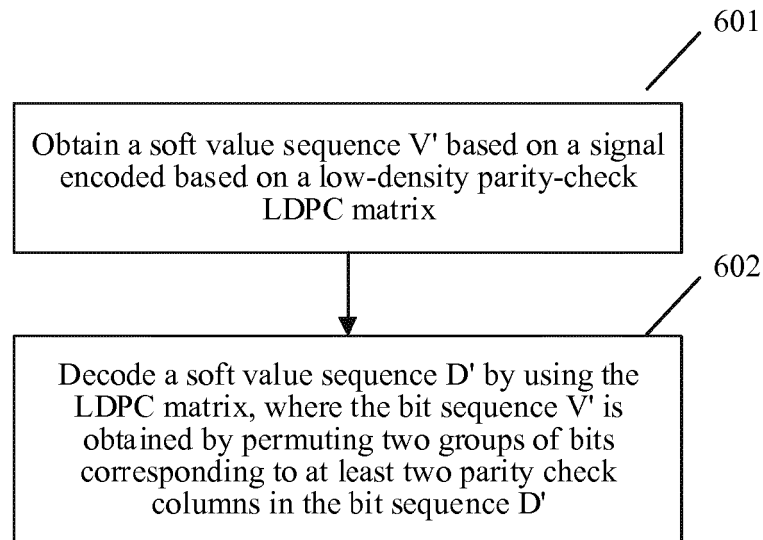 601
Obtain a soft value sequence V' based on a signal
encoded based on a low-density parity-check
LDPC matrix
602
Decode a soft value sequence D' by using the
LDPC matrix, where the bit sequence V' is
obtained by permuting two groups of bits
corresponding to at least two parity check
columns in the bit sequence D'